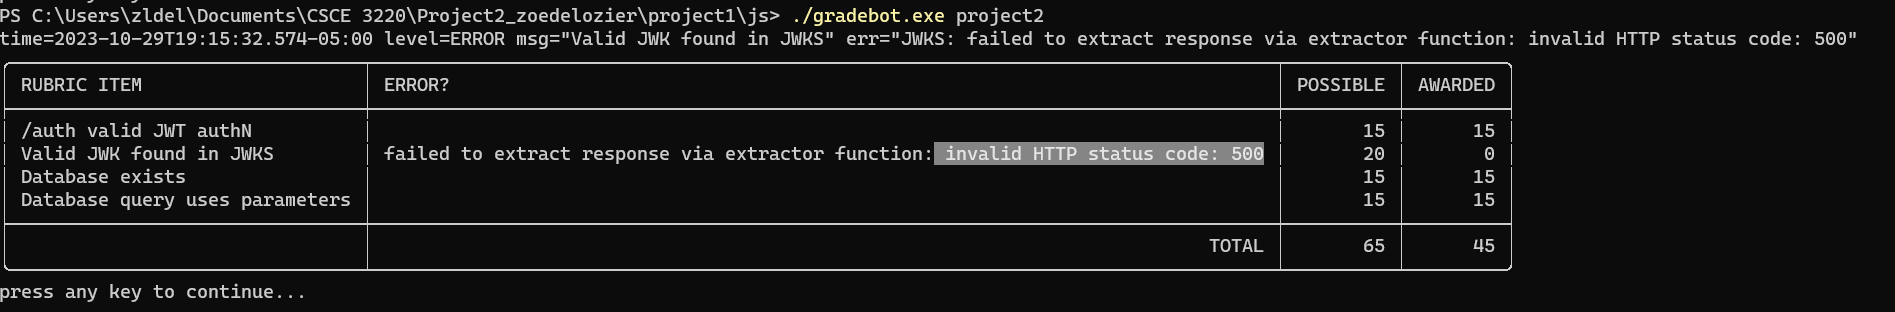 PS C:\Users\zldel\Documents\CSCE 3220\Project2_zoedelozier\project1\js> ./gradebot.exe project2
time=2023-10-29T19:15:32.574-05:00 level=ERROR msg="Valid JWK found in JWKS" err="JWKS: failed to extract response via extractor function: invalid HTTP status code: 500"
RUBRIC ITEM ERROR? POSSIBLE AWARDED
/auth valid JWT authN 15 15
Valid JWK found in JWKS failed to extract response via extractor function: invalid HTTP status code: 500 20 0
Database exists 15 15
Database query uses parameters 15 15
TOTAL 65 45
press any key to continue...